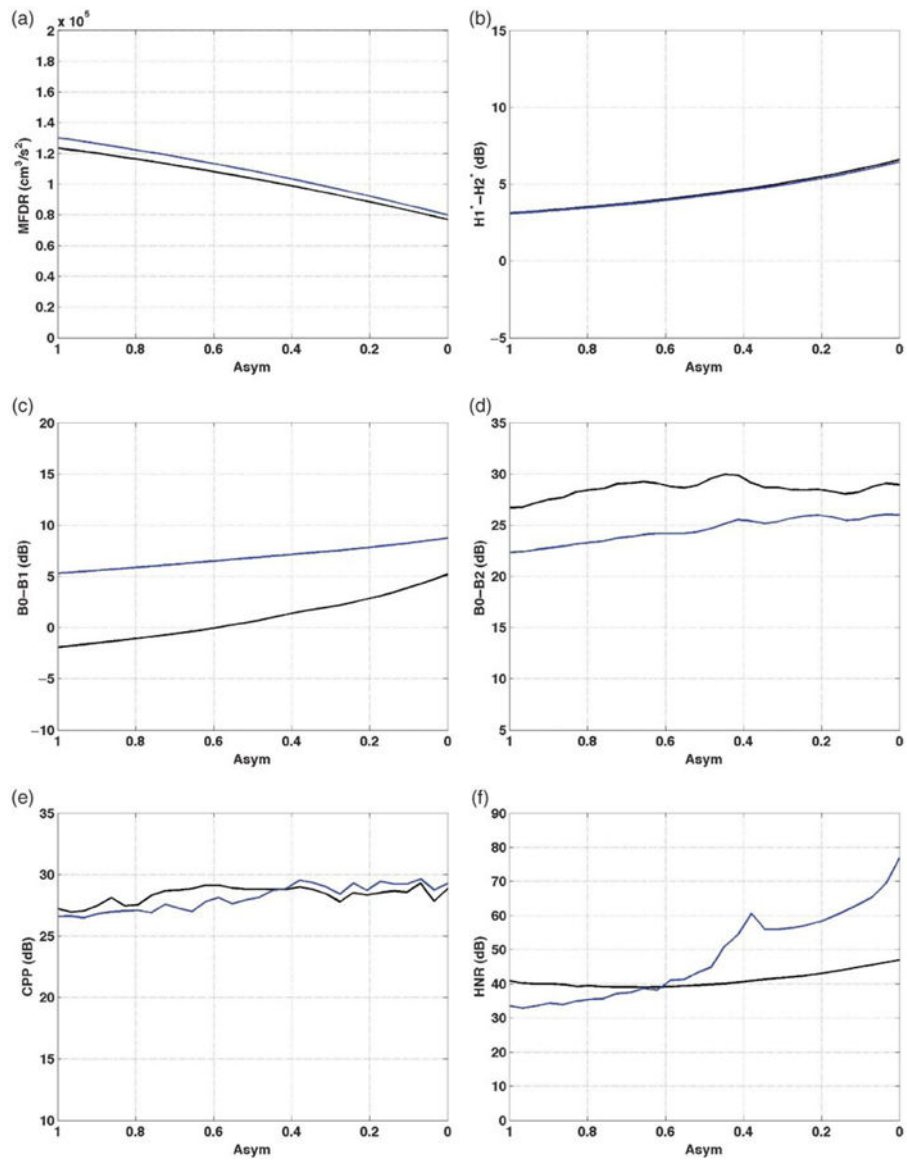 (a)
x 10⁶
2
1.8
1.6
1.4
1.2
1
0.8
0.6
0.4
0.2
0
MFDR (cm³/s²)
1 0.8 0.6 0.4 0.2 0
Asym
(b)
15
10
5
0
−5
H1*−H2* (dB)
1 0.8 0.6 0.4 0.2 0
Asym
(c)
20
15
10
5
0
−5
−10
B0−B1 (dB)
1 0.8 0.6 0.4 0.2 0
Asym
(d)
35
30
25
20
15
10
5
B0−B2 (dB)
1 0.8 0.6 0.4 0.2 0
Asym
(e)
35
30
25
20
15
10
CPP (dB)
1 0.8 0.6 0.4 0.2 0
Asym
(f)
90
80
70
60
50
40
30
20
10
0
HNR (dB)
1 0.8 0.6 0.4 0.2 0
Asym